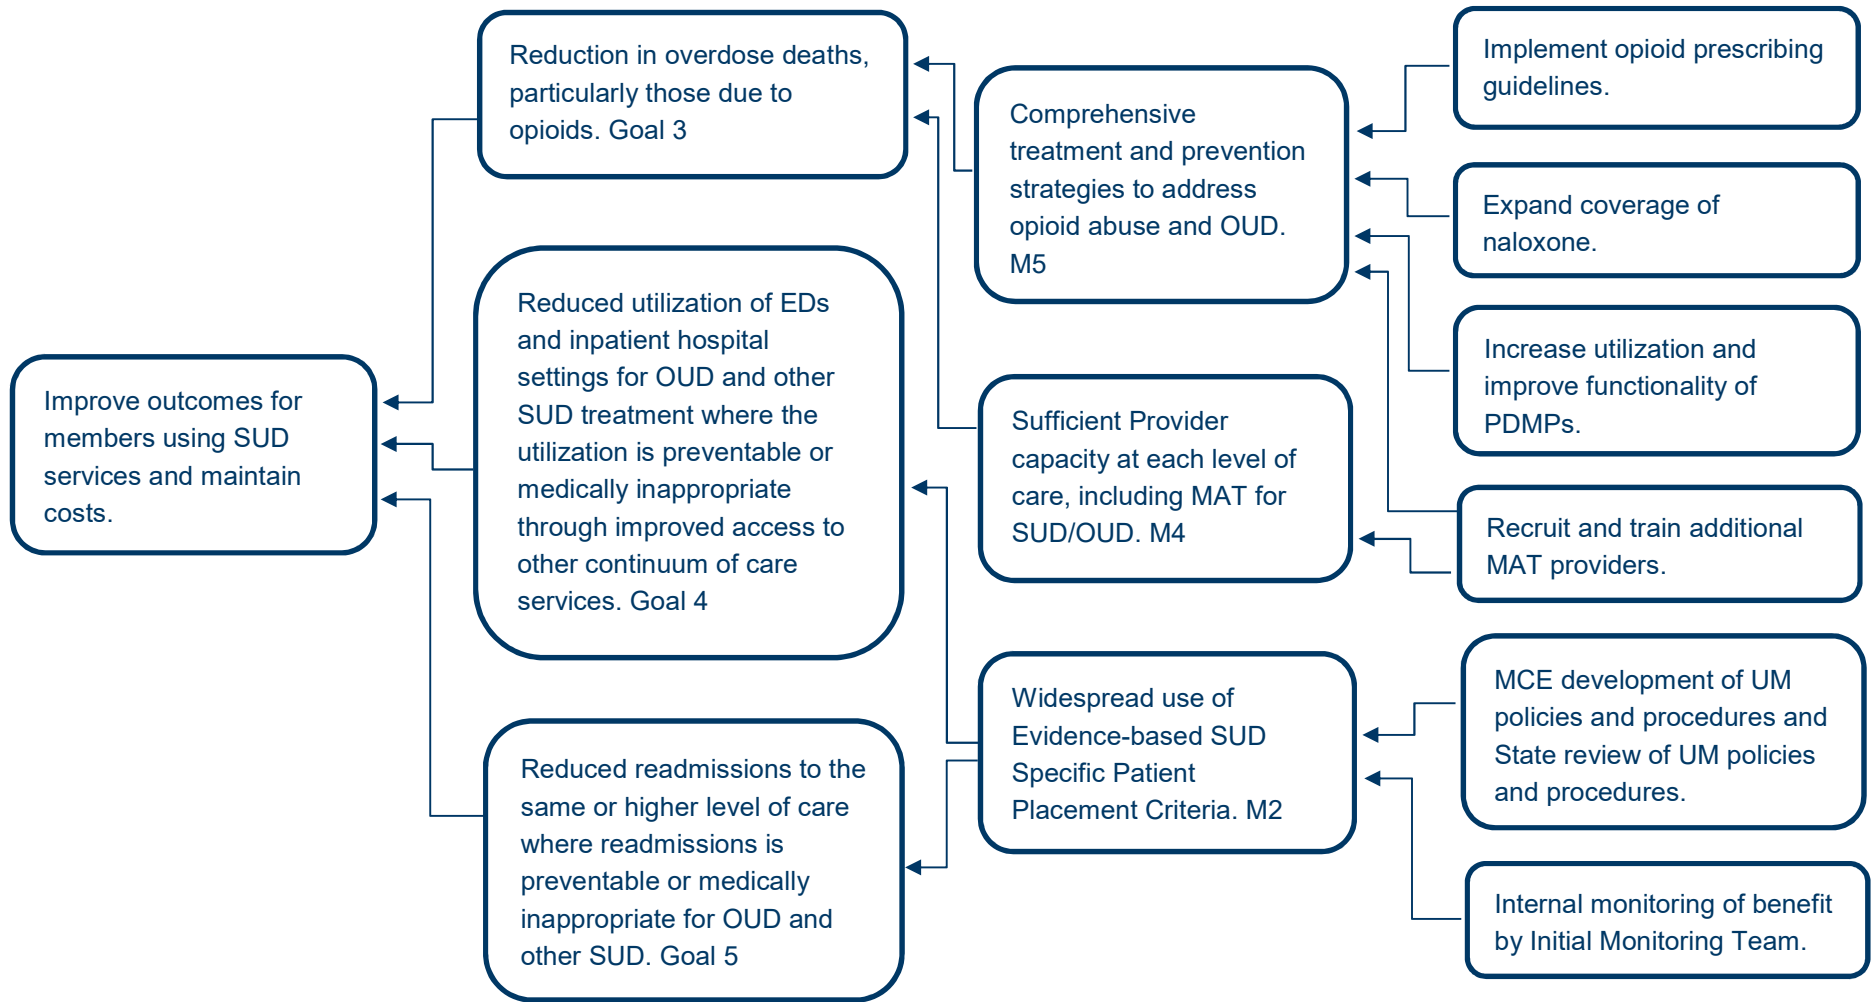 Improve outcomes for
members using SUD
services and maintain
costs.
Reduction in overdose deaths,
particularly those due to
opioids. Goal 3
Reduced utilization of EDs
and inpatient hospital
settings for OUD and other
SUD treatment where the
utilization is preventable or
medically inappropriate
through improved access to
other continuum of care
services. Goal 4
Reduced readmissions to the
same or higher level of care
where readmissions is
preventable or medically
inappropriate for OUD and
other SUD. Goal 5
Comprehensive
treatment and prevention
strategies to address
opioid abuse and OUD.
M5
Sufficient Provider
capacity at each level of
care, including MAT for
SUD/OUD. M4
Widespread use of
Evidence-based SUD
Specific Patient
Placement Criteria. M2
Implement opioid prescribing
guidelines.
Expand coverage of
naloxone.
Increase utilization and
improve functionality of
PDMPs.
Recruit and train additional
MAT providers.
MCE development of UM
policies and procedures and
State review of UM policies
and procedures.
Internal monitoring of benefit
by Initial Monitoring Team.